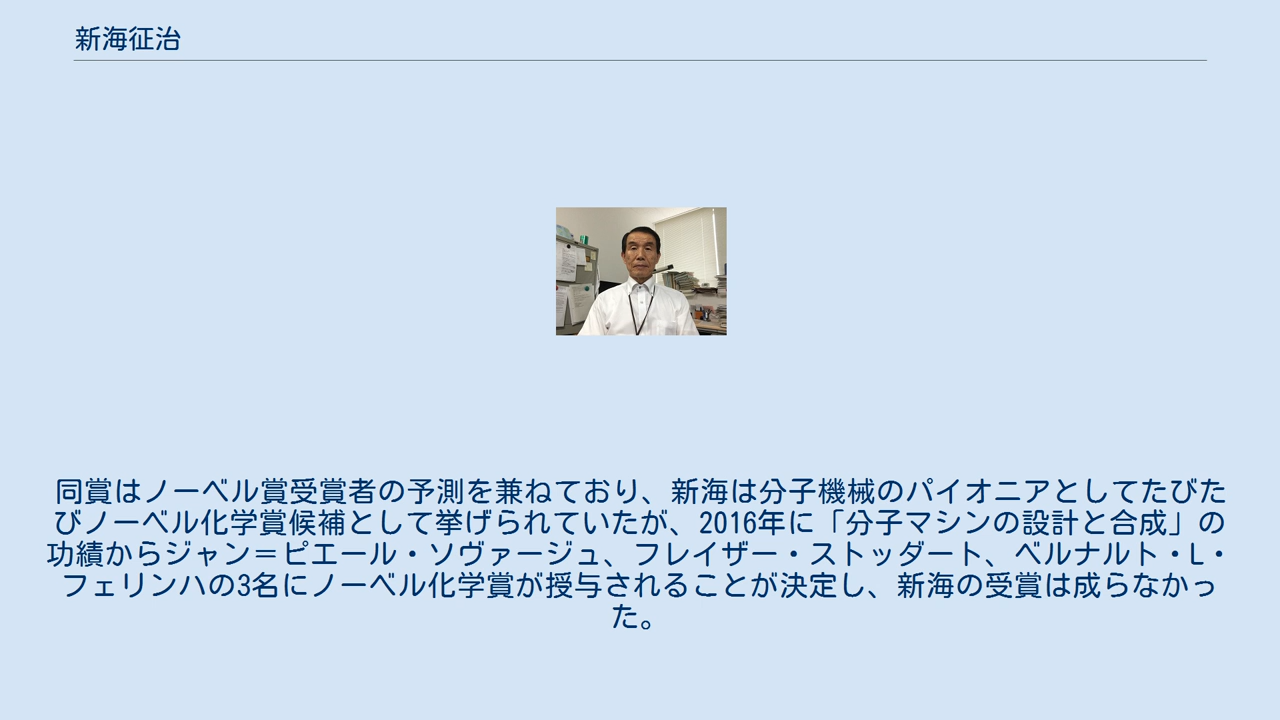 新海征治
同賞はノーベル賞受賞者の予測を兼ねており、新海は分子機械のパイオニアとしてたびた
びノーベル化学賞候補として挙げられていたが、2016年に「分子マシンの設計と合成」の
功績からジャン＝ピエール・ソヴァージュ、フレイザー・ストッダート、ベルナルト・L・
フェリンハの3名にノーベル化学賞が授与されることが決定し、新海の受賞は成らなかっ
た。